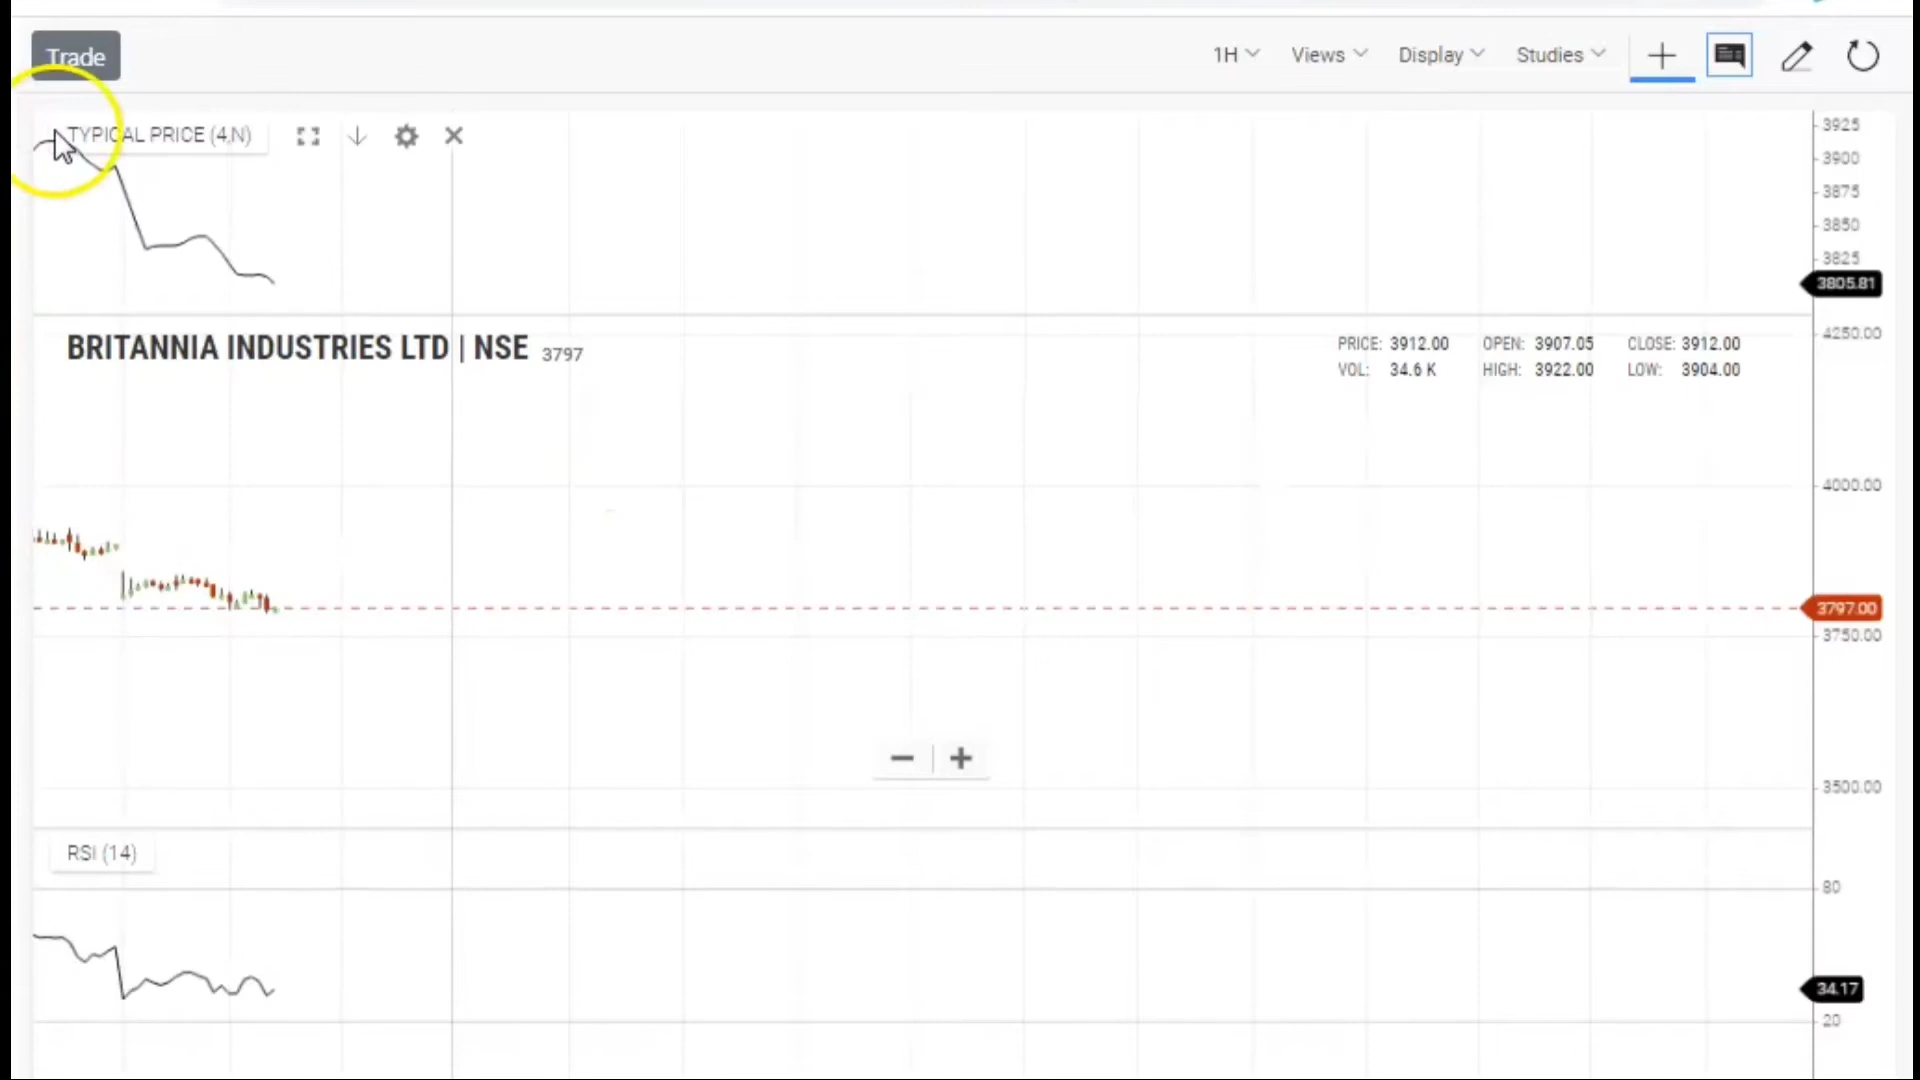 Trade
1H Views Display Studies
TYPICAL PRICE (4,N)
3925
3900
3875
3850
3825
3805.81
BRITANNIA INDUSTRIES LTD | NSE 3797
PRICE: 3912.00 OPEN: 3907.05 CLOSE: 3912.00
VOL: 34.6 K HIGH: 3922.00 LOW: 3904.00
4250.00
4000.00
3797.00
3750.00
3500.00
RSI (14)
80
34.17
20